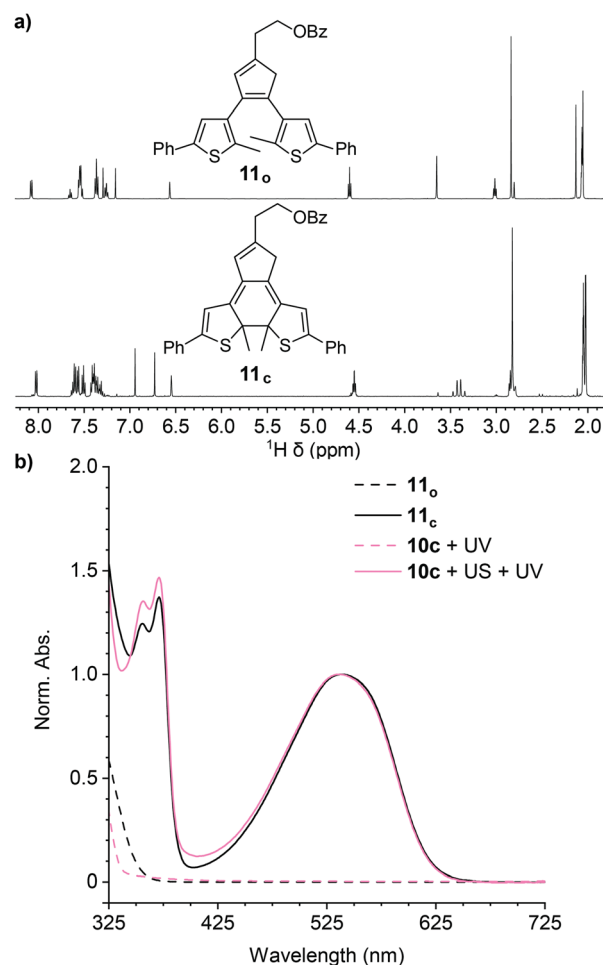 a)
OBz
Ph
S
S
Ph
11o
OBz
Ph
S
S
Ph
11c
8.0 7.5 7.0 6.5 6.0 5.5 5.0 4.5 4.0 3.5 3.0 2.5 2.0
¹H δ (ppm)
b)
2.0
1.5
1.0
0.5
0
Norm. Abs.
11o
11c
10c + UV
10c + US + UV
325 425 525 625 725
Wavelength (nm)